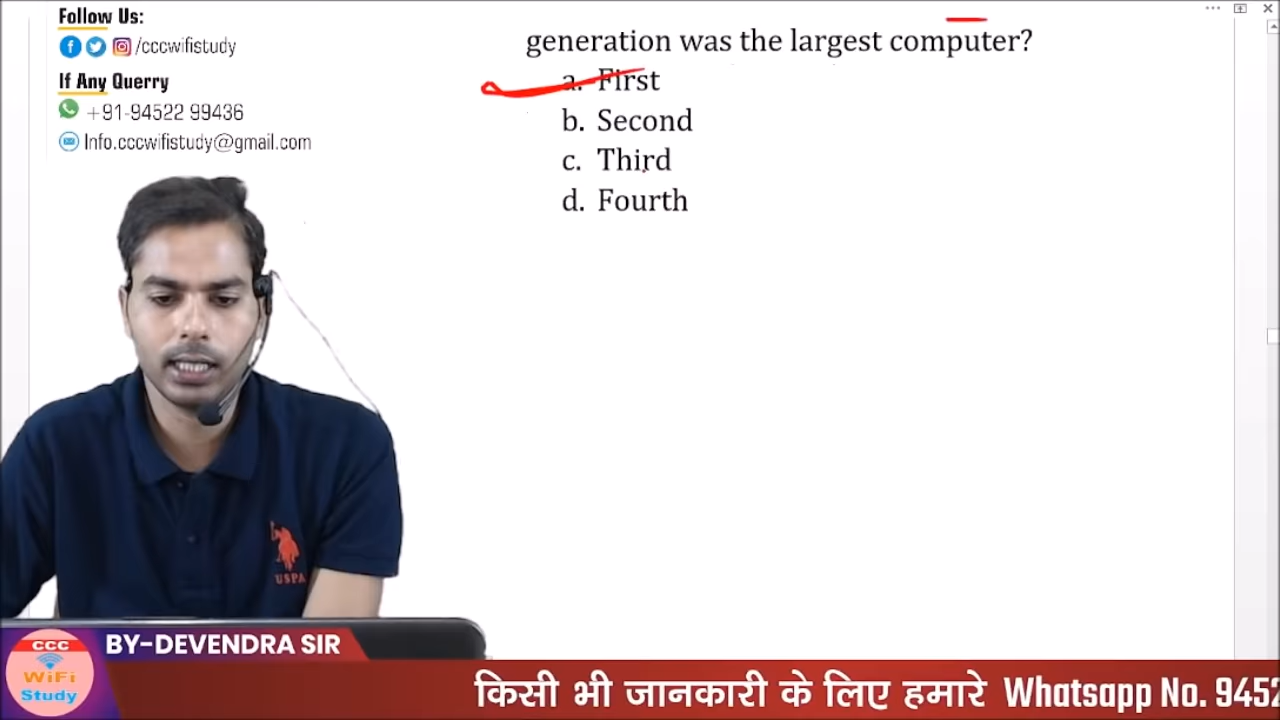 Follow Us:
/cccwifistudy
If Any Querry
+91-94522 99436
Info.cccwifistudy@gmail.com
generation was the largest computer?
a. First
b. Second
c. Third
d. Fourth
USPA
BY-DEVENDRA SIR
CCC
WiFi
Study
किसी भी जानकारी के लिए हमारे Whatsapp No. 9452